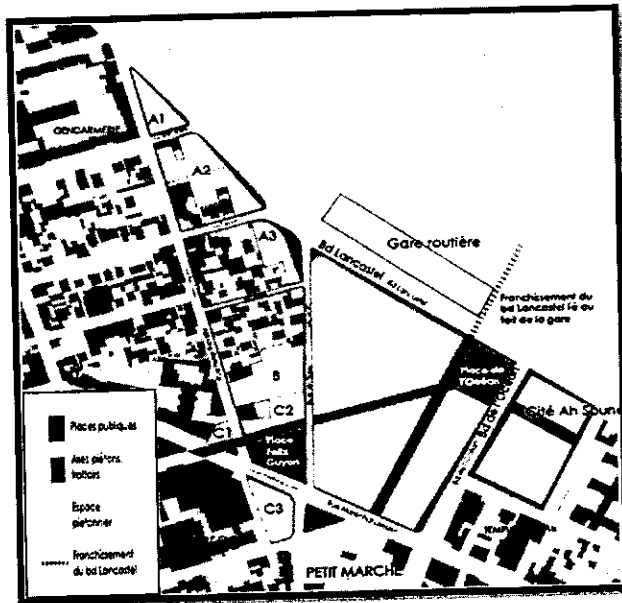 GENDARMERIE
A1
A2
A3
Gare routière
Bd Lancastel
Franchissement du
bd Lancastel lié au
toit de la gare
Place de
l'Océan
Cité Ah Soune
B
C2
C1
Place
Felix
Guyon
C3
PETIT MARCHE
Places publiques
Axes piétons,
trottoirs
Espace
piétonnier
Franchissement
du bd Lancastel